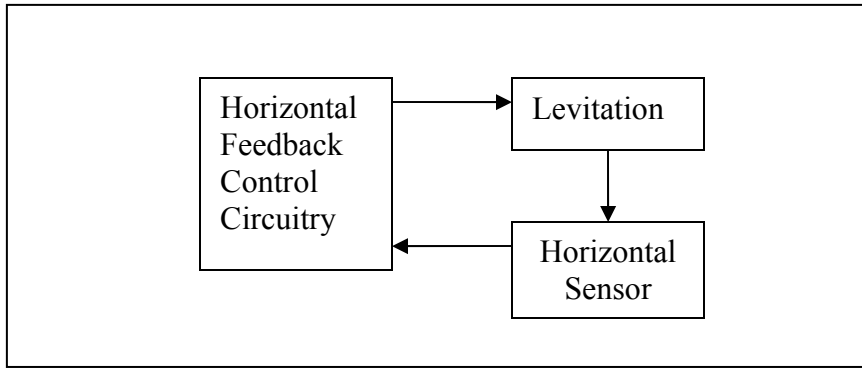 Horizontal
Feedback
Control
Circuitry
Levitation
Horizontal
Sensor